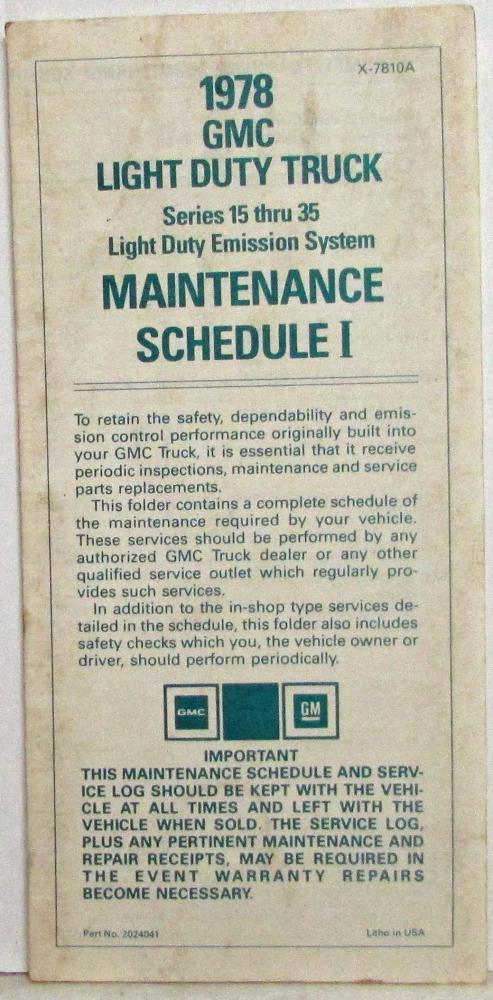 X-7810A
1978
GMC
LIGHT DUTY TRUCK
Series 15 thru 35
Light Duty Emission System
MAINTENANCE
SCHEDULE I
To retain the safety, dependability and emis-
sion control performance originally built into
your GMC Truck, it is essential that it receive
periodic inspections, maintenance and service
parts replacements.
This folder contains a complete schedule of
the maintenance required by your vehicle.
These services should be performed by any
authorized GMC Truck dealer or any other
qualified service outlet which regularly pro-
vides such services.
In addition to the in-shop type services de-
tailed in the schedule, this folder also includes
safety checks which you, the vehicle owner or
driver, should perform periodically.
GMC GM
IMPORTANT
THIS MAINTENANCE SCHEDULE AND SERV-
ICE LOG SHOULD BE KEPT WITH THE VEHI-
CLE AT ALL TIMES AND LEFT WITH THE
VEHICLE WHEN SOLD. THE SERVICE LOG,
PLUS ANY PERTINENT MAINTENANCE AND
REPAIR RECEIPTS, MAY BE REQUIRED IN
THE EVENT WARRANTY REPAIRS
BECOME NECESSARY.
Part No. 2024041 Litho in USA